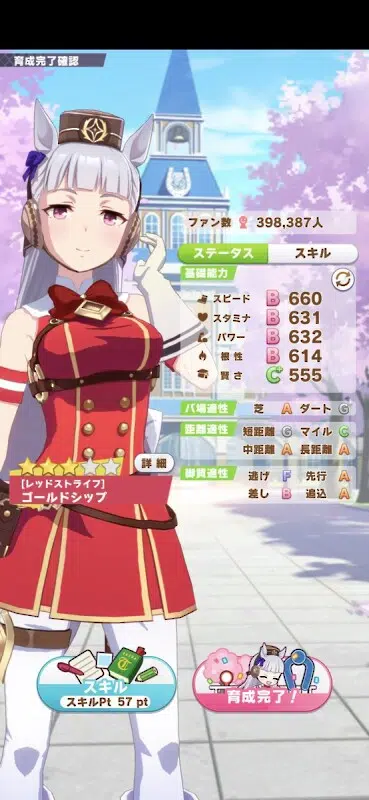 育成完了確認
ファン数 398,387人
ステータス スキル
基礎能力
スピード B 660
スタミナ B 631
パワー B 632
根性 B 614
賢さ C+ 555
バ場適性 芝 A ダート G
距離適性 短距離 G マイル C
中距離 A 長距離 A
脚質適性 逃げ F 先行 A
差し B 追込 A
詳細
[レッドストライフ]
ゴールドシップ
スキル
スキルPt 57 pt
育成完了！